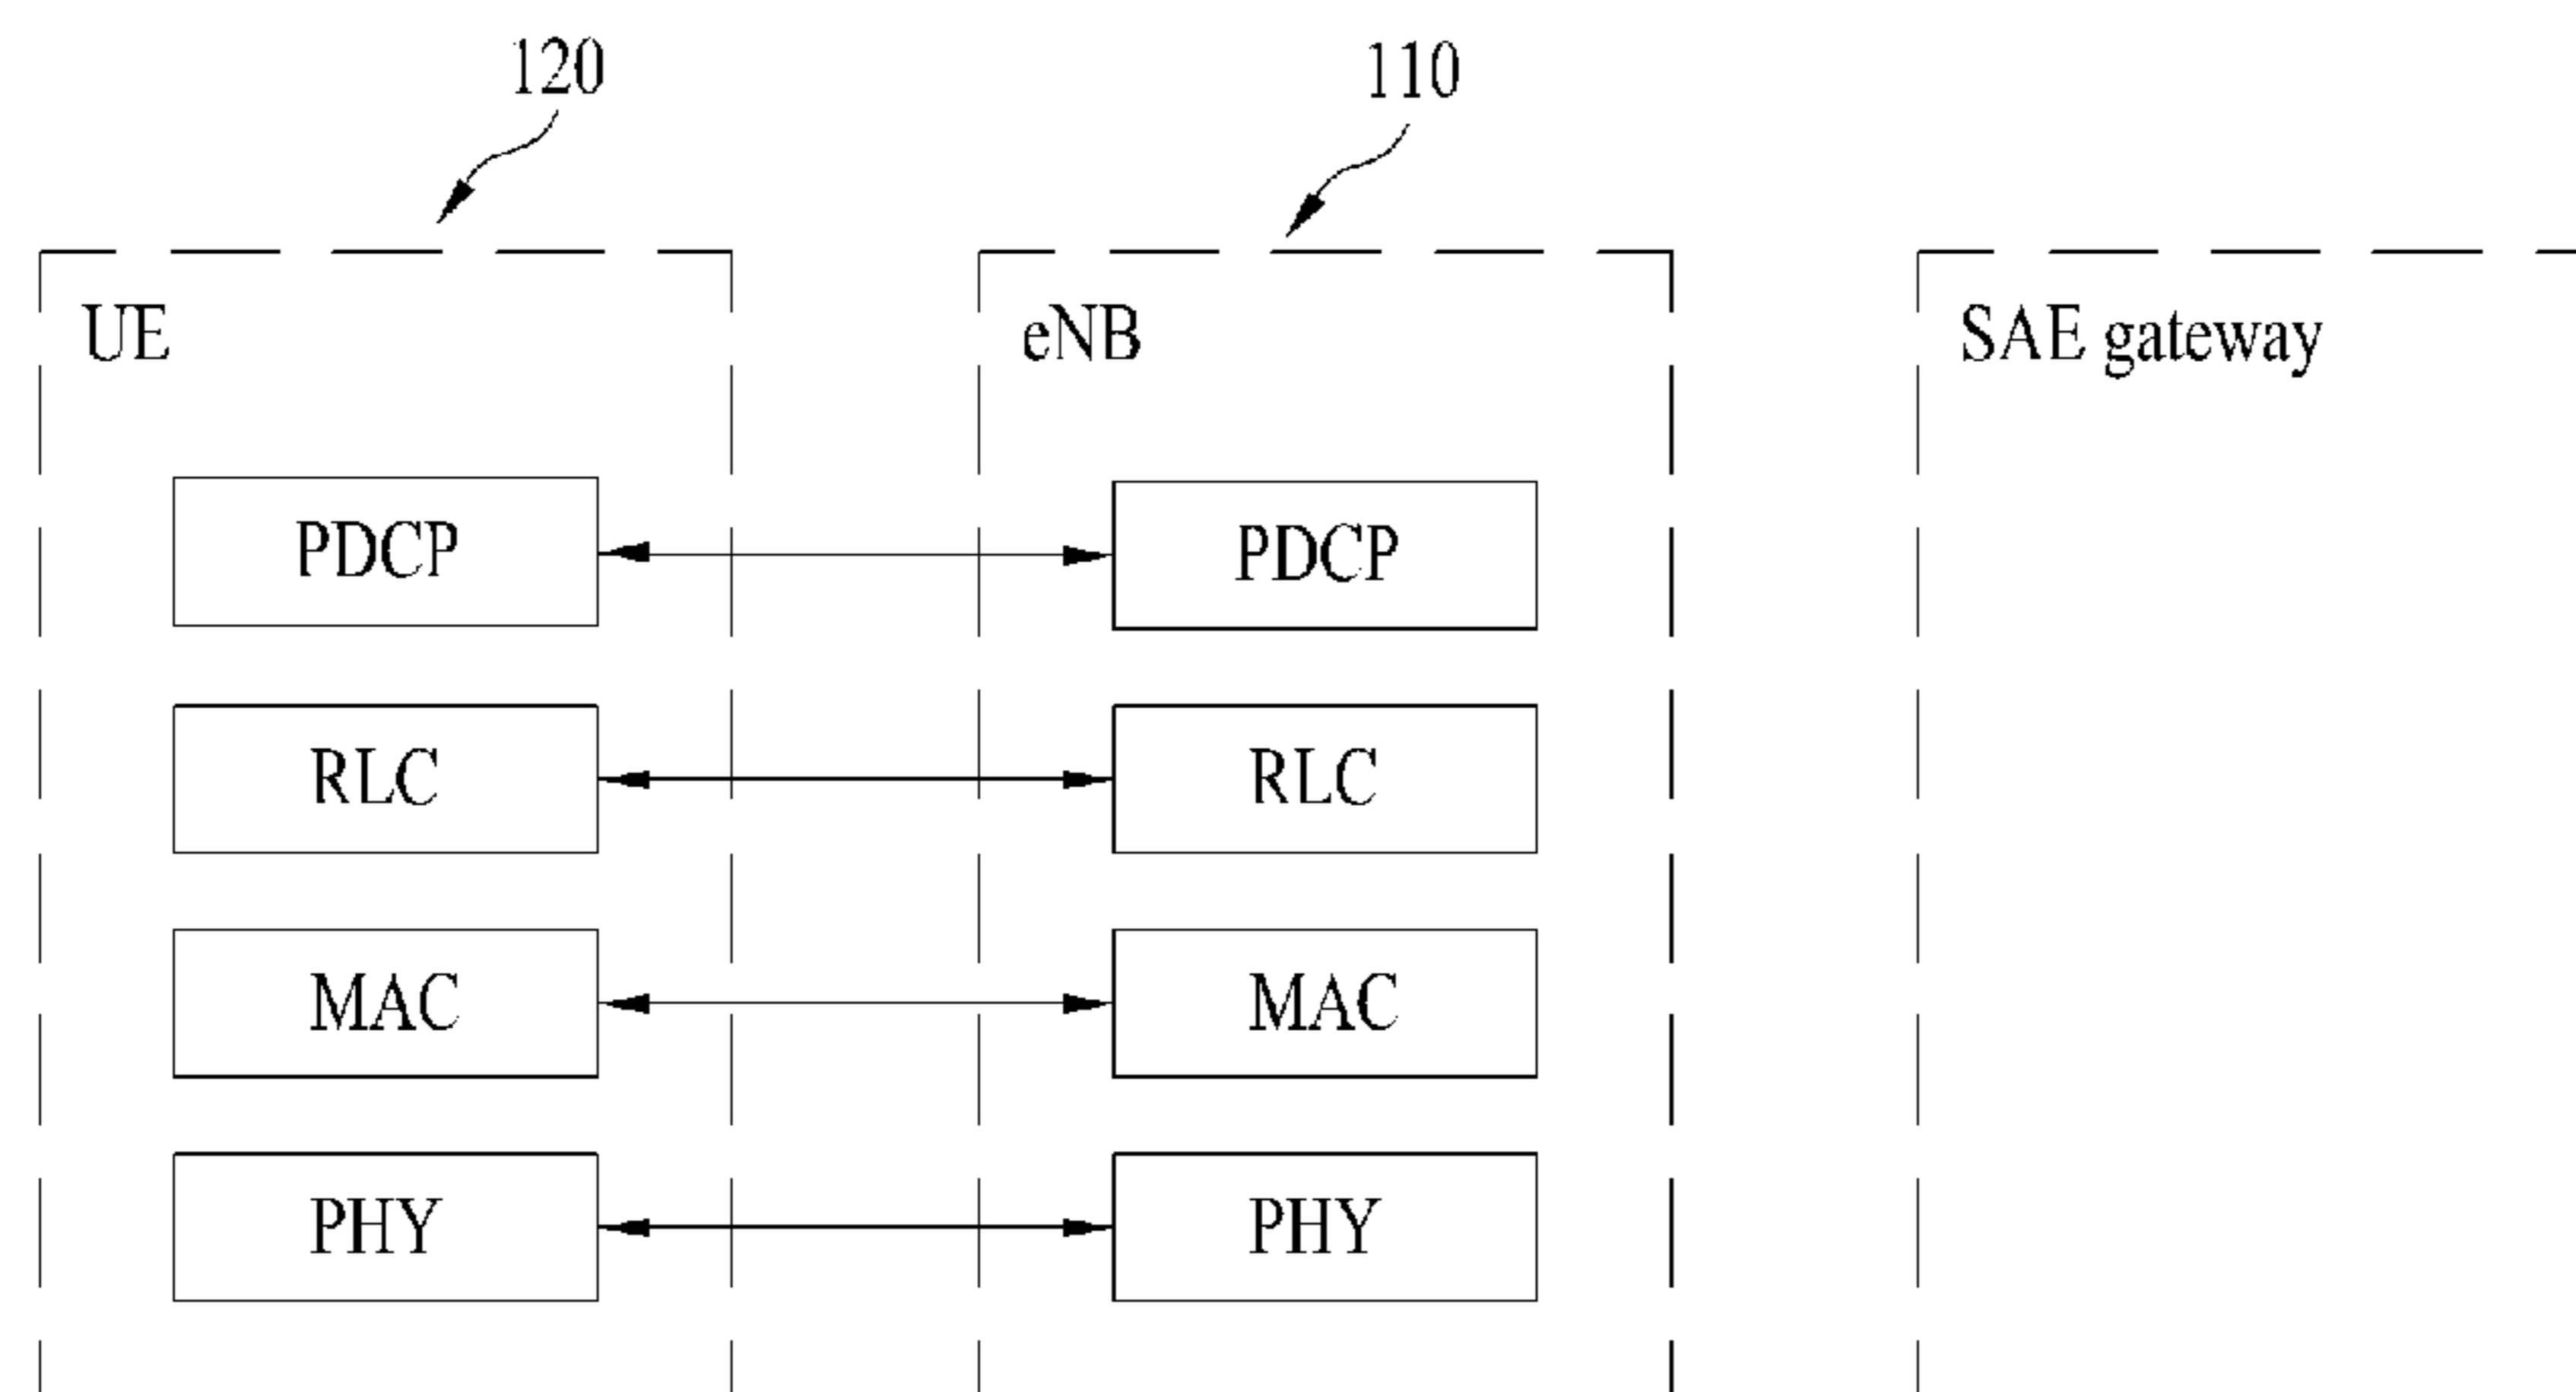 120 110
UE eNB SAE gateway
PDCP PDCP
RLC RLC
MAC MAC
PHY PHY